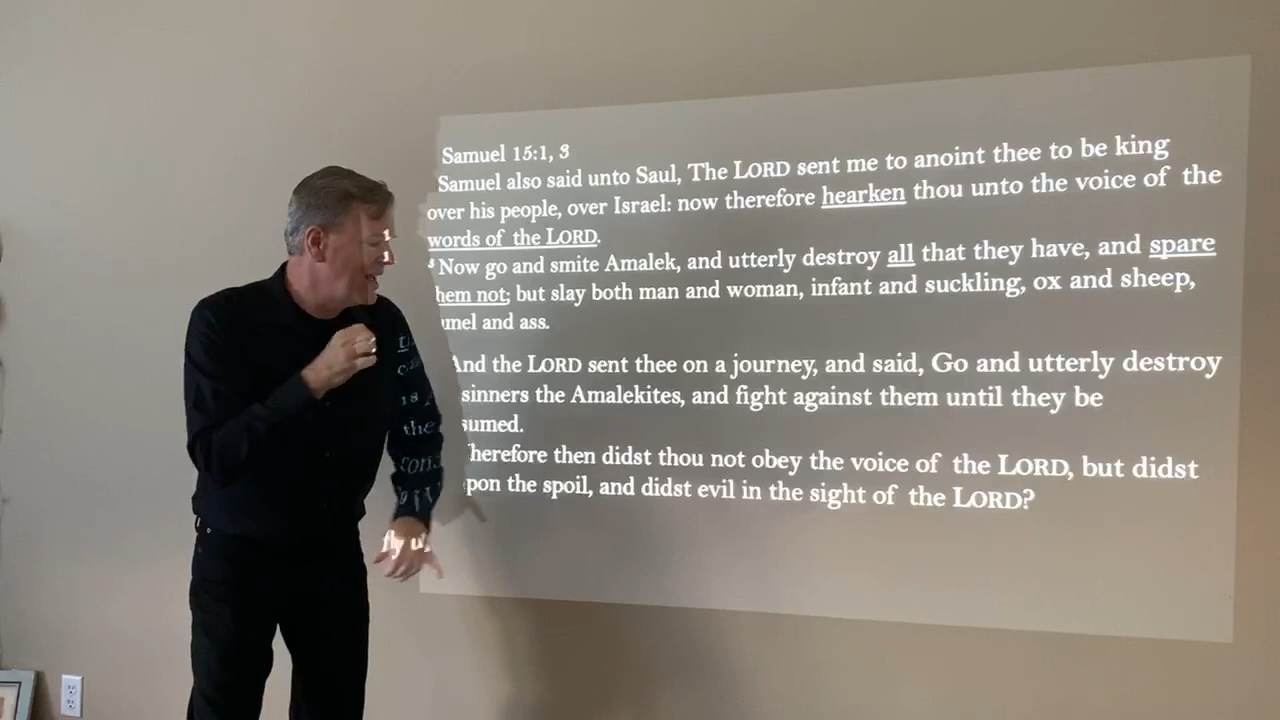 Samuel 15:1, 3
Samuel also said unto Saul, The LORD sent me to anoint thee to be king
over his people, over Israel: now therefore hearken thou unto the voice of the
words of the LORD.
Now go and smite Amalek, and utterly destroy all that they have, and spare
hem not; but slay both man and woman, infant and suckling, ox and sheep,
mel and ass.
18 And the LORD sent thee on a journey, and said, Go and utterly destroy
the sinners the Amalekites, and fight against them until they be
cons sumed.
herefore then didst thou not obey the voice of the LORD, but didst
fly u pon the spoil, and didst evil in the sight of the LORD?